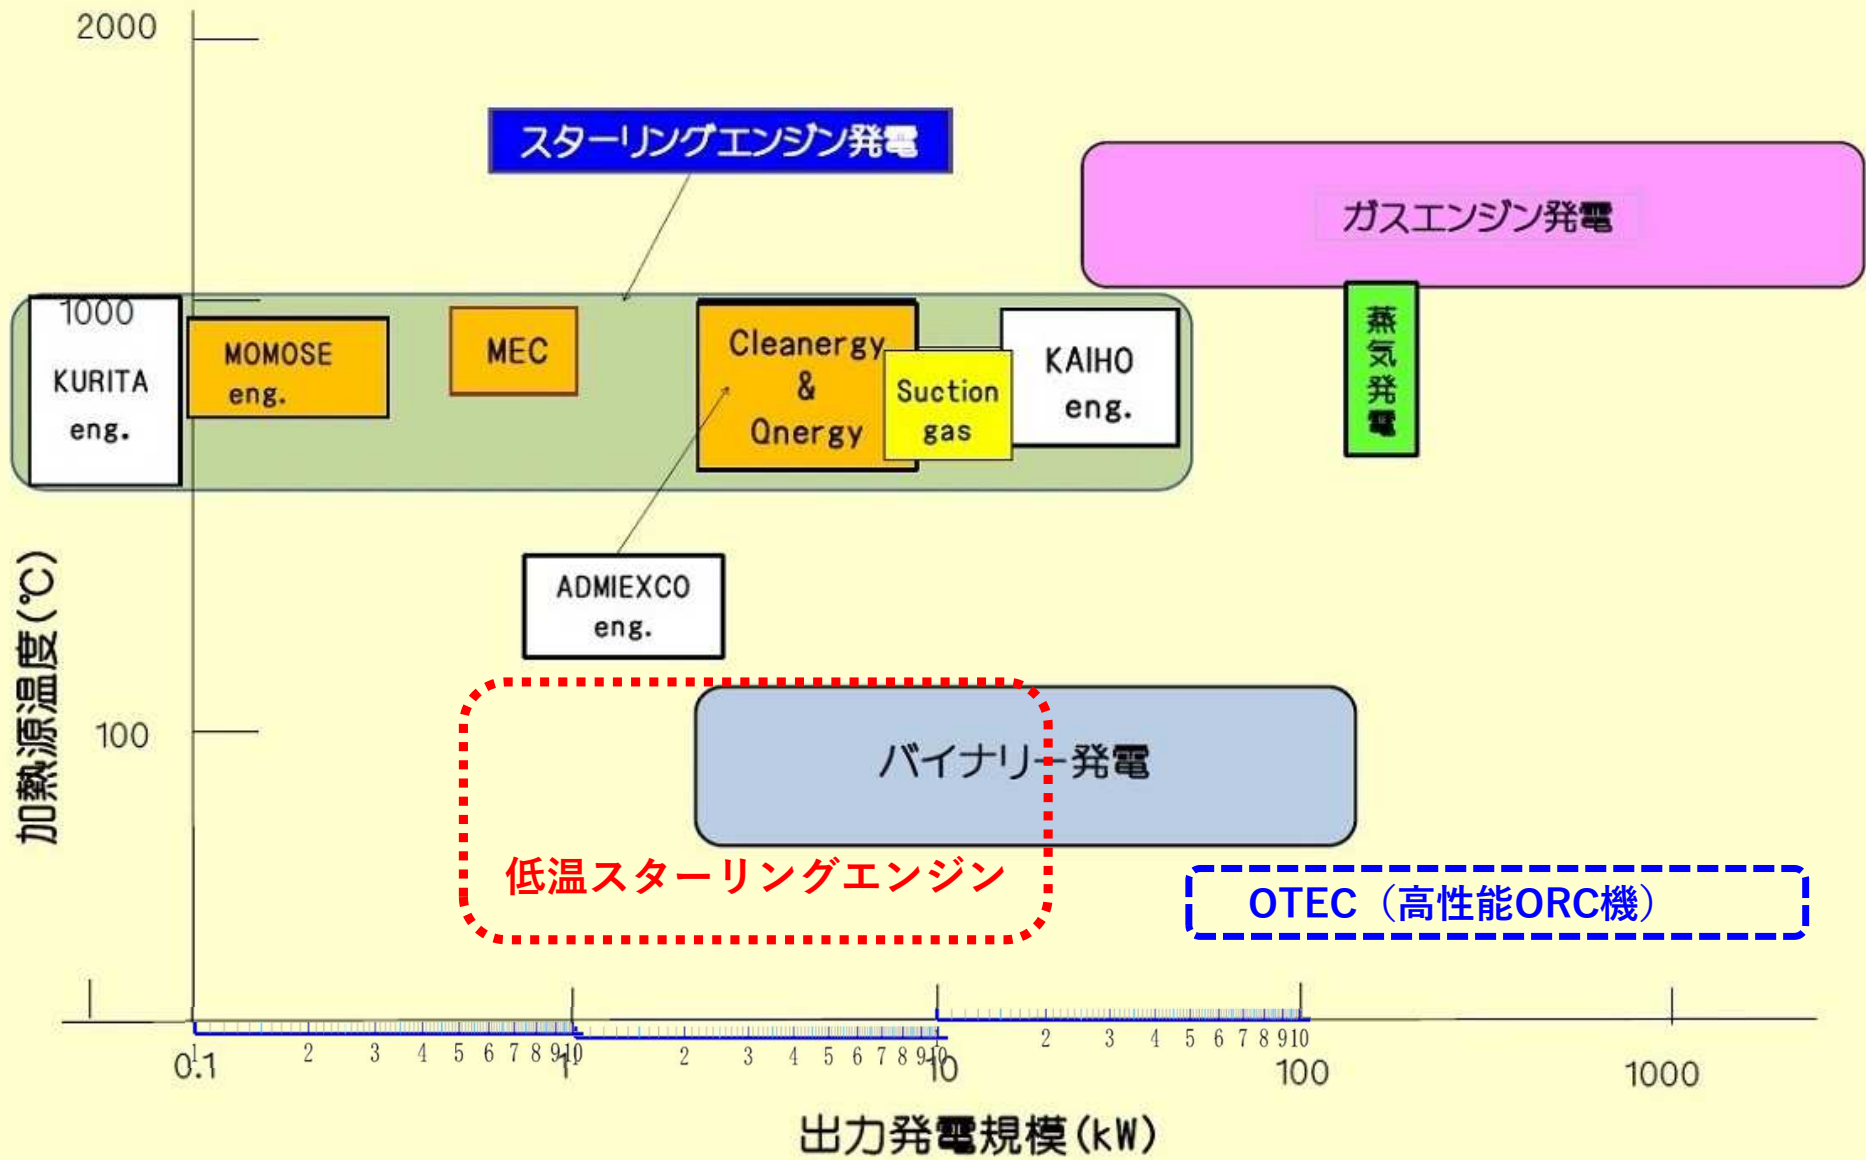 2000
スターリングエンジン発電
ガスエンジン発電
1000
KURITA
eng.
MOMOSE
eng.
MEC
Cleanergy
&
Qnergy
Suction
gas
KAIHO
eng.
蒸気発電
ADMIEXCO
eng.
加熱源温度(℃)
100
バイナリー発電
低温スターリングエンジン
OTEC（高性能ORC機）
1 2 3 4 5 6 7 8 9 10
1 2 3 4 5 6 7 8 9 10
2 3 4 5 6 7 8 9 10
0.1 1 10 100 1000
出力発電規模(kW)